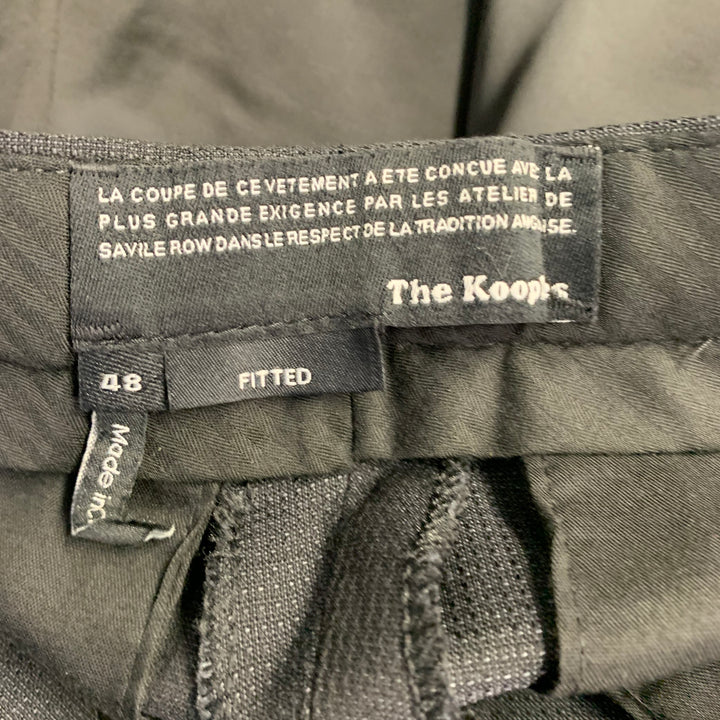 LA COUPE DE CE VETEMENT A ETE CONCUE AVE LA
PLUS GRANDE EXIGENCE PAR LES ATELIER DE
SAVILE ROW DANS LE RESPECT DE LA TRADITION
The Kooples
48
FITTED
Made in